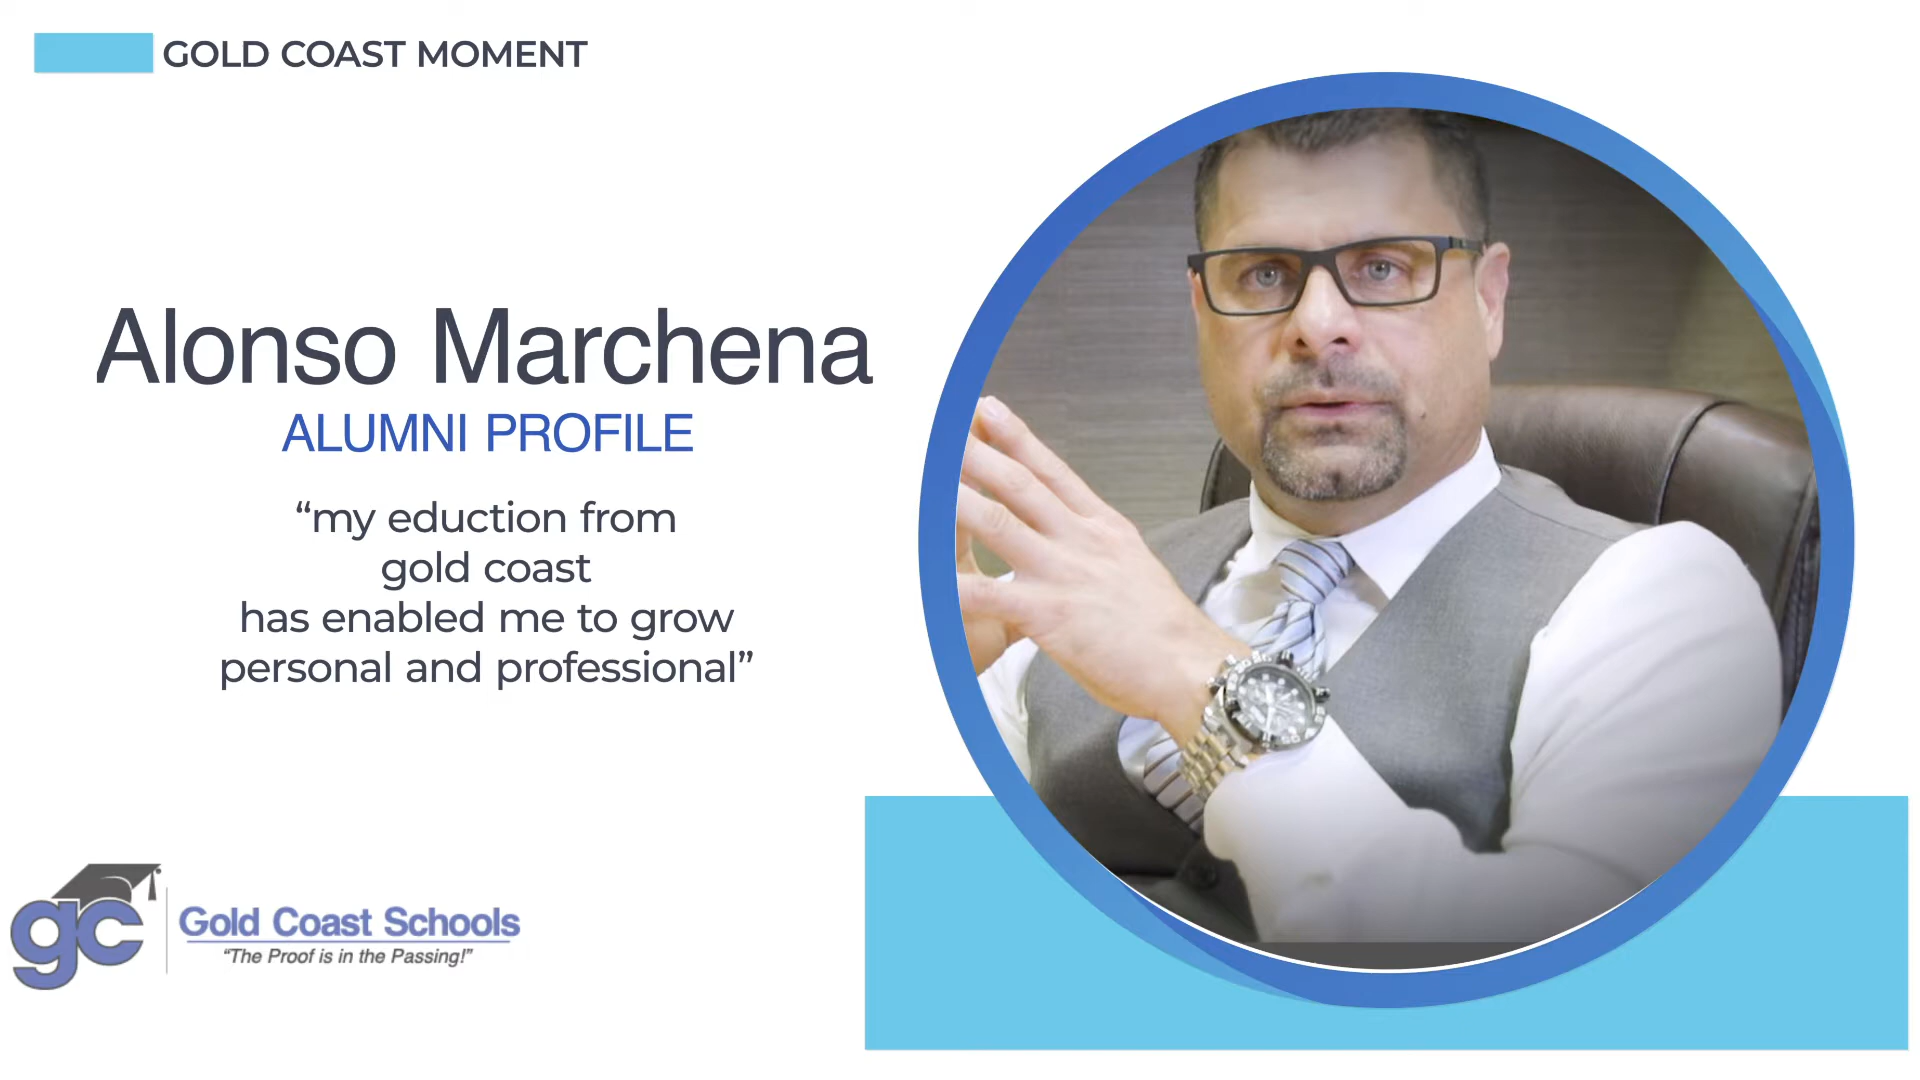 GOLD COAST MOMENT
Alonso Marchena
ALUMNI PROFILE
“my eduction from
gold coast
has enabled me to grow
personal and professional”
gc
Gold Coast Schools
“The Proof is in the Passing!”